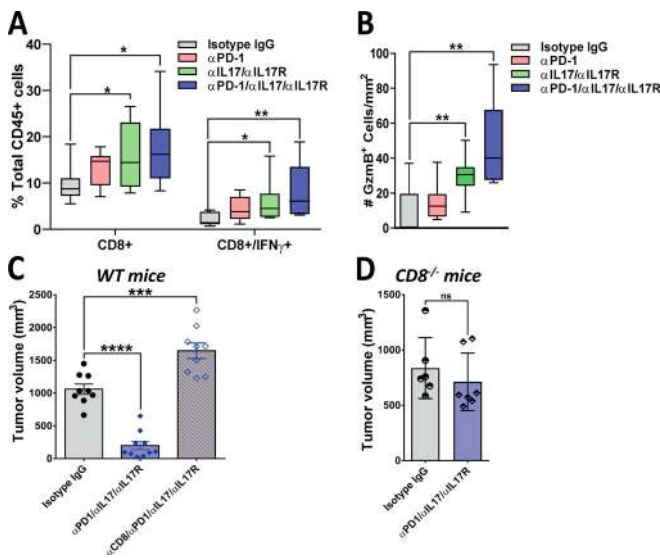 A
Isotype IgG
αPD-1
αIL17/αIL17R
αPD-1/αIL17/αIL17R
% Total CD45+ cells
40
30
20
10
0
*
*
**
*
CD8+
CD8+/IFNγ+
B
Isotype IgG
αPD-1
αIL17/αIL17R
αPD-1/αIL17/αIL17R
# GzmB⁺ Cells/mm²
100
80
60
40
20
0
**
**
C
WT mice
Tumor volume (mm³)
2500
2000
1500
1000
500
0
***
****
Isotype IgG
αPD1/αIL17/αIL17R
αCD8/αPD1/αIL17/αIL17R
D
CD8⁻/⁻ mice
Tumor volume (mm³)
1500
1000
500
0
ns
Isotype IgG
αPD1/αIL17/αIL17R